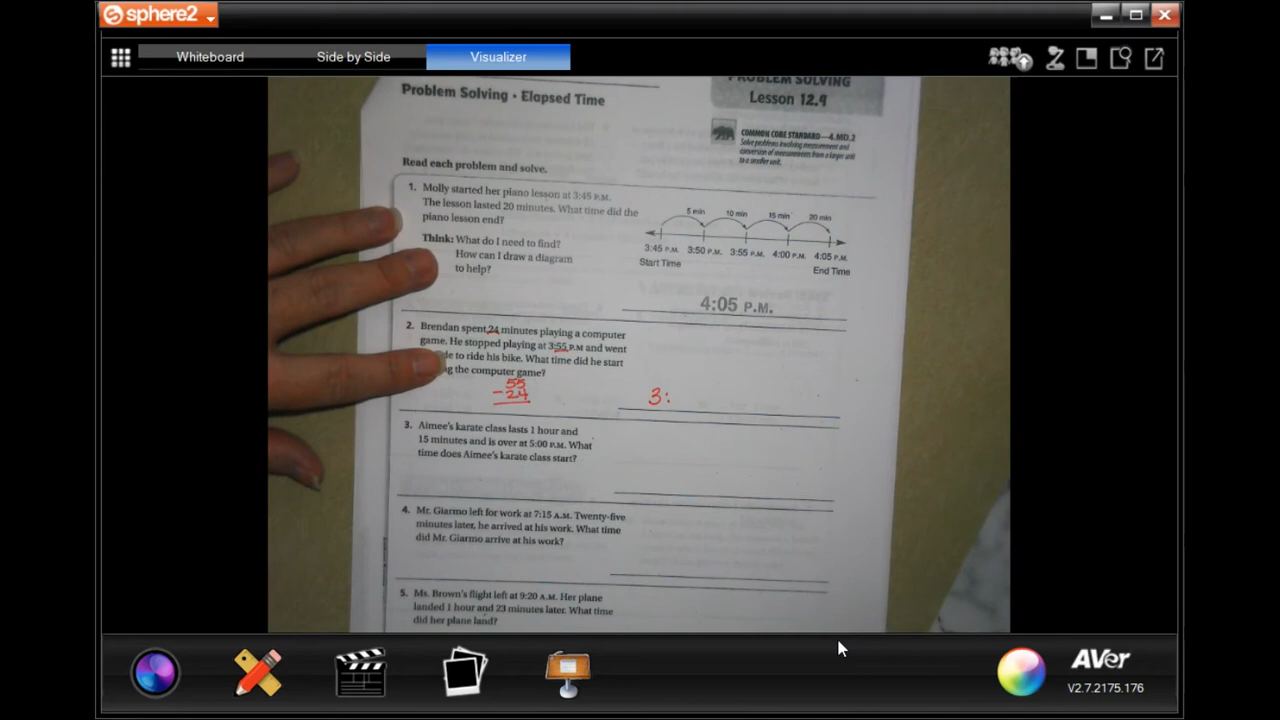 sphere2
Whiteboard
Side by Side
Visualizer
Problem Solving • Elapsed Time
PROBLEM SOLVING
Lesson 12.9
COMMON CORE STANDARD—4.MD.2
Solve problems involving measurement and
conversion of measurements from a larger unit
to a smaller unit.
Read each problem and solve.
1. Molly started her piano lesson at 3:45 P.M.
The lesson lasted 20 minutes. What time did the
piano lesson end?
Think: What do I need to find?
How can I draw a diagram
to help?
5 min 10 min 15 min 20 min
3:45 P.M. 3:50 P.M. 3:55 P.M. 4:00 P.M. 4:05 P.M.
Start Time End Time
4:05 P.M.
2. Brendan spent 24 minutes playing a computer
game. He stopped playing at 3:55 P.M and went
to ride his bike. What time did he start
the computer game?
55
-24
3:
3. Aimee's karate class lasts 1 hour and
15 minutes and is over at 5:00 P.M. What
time does Aimee's karate class start?
4. Mr. Giarmo left for work at 7:15 A.M. Twenty-five
minutes later, he arrived at his work. What time
did Mr. Giarmo arrive at his work?
5. Ms. Brown's flight left at 9:20 A.M. Her plane
landed 1 hour and 23 minutes later. What time
did her plane land?
AVer
V2.7.2175.176